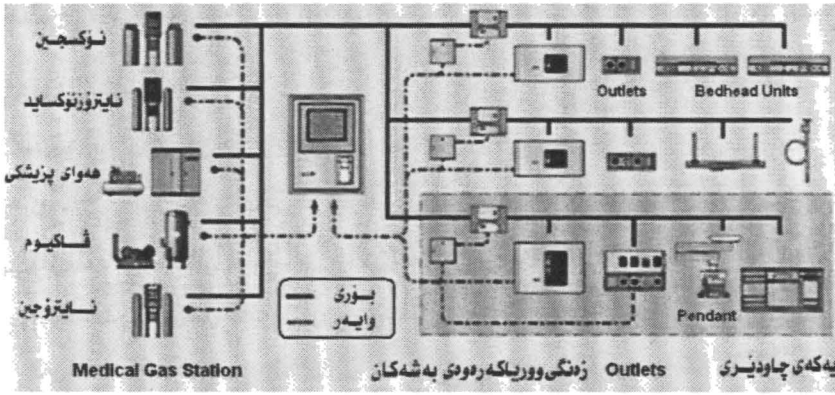 ئۆکسجین
نایترۆزئۆکساید
هەوای پزیشکی
ڤاکیوم
نایترۆجین
Medical Gas Station
بۆری
وایەر
Outlets
Bedhead Units
Pendant
زەنگی ووریاکەرەوەی بەشەکان
Outlets
یەکەی چاودێری